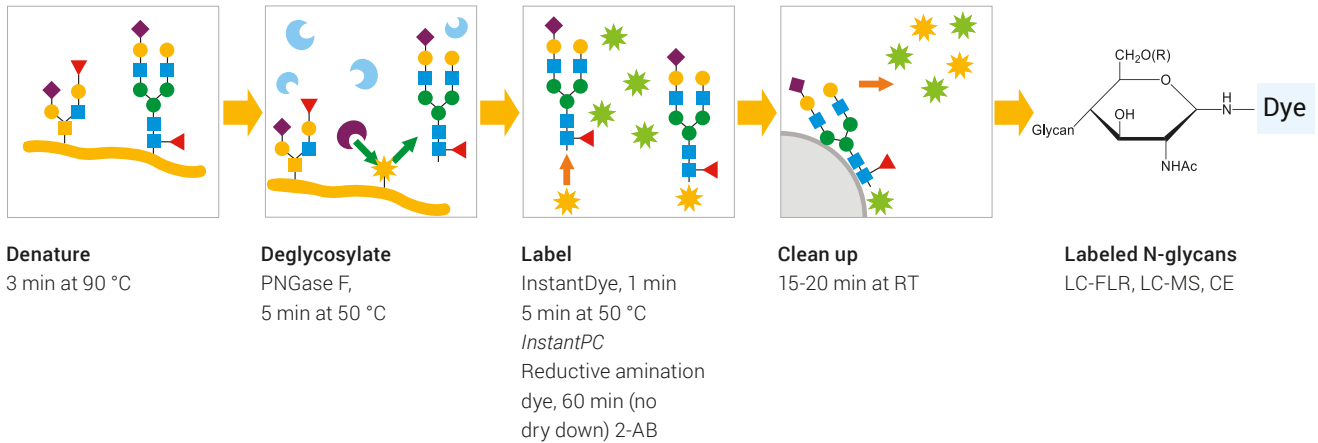 Denature
3 min at 90 °C
Deglycosylate
PNGase F,
5 min at 50 °C
Label
InstantDye, 1 min
5 min at 50 °C
InstantPC
Reductive amination
dye, 60 min (no
dry down) 2-AB
Clean up
15-20 min at RT
CH₂O(R)
O
OH
Glycan
NHAc
H
N
Dye
Labeled N-glycans
LC-FLR, LC-MS, CE